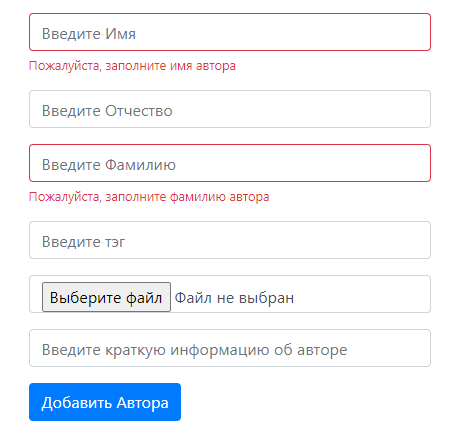 Введите Имя
Пожалуйста, заполните имя автора
Введите Отчество
Введите Фамилию
Пожалуйста, заполните фамилию автора
Введите тэг
Выберите файл Файл не выбран
Введите краткую информацию об авторе
Добавить Автора